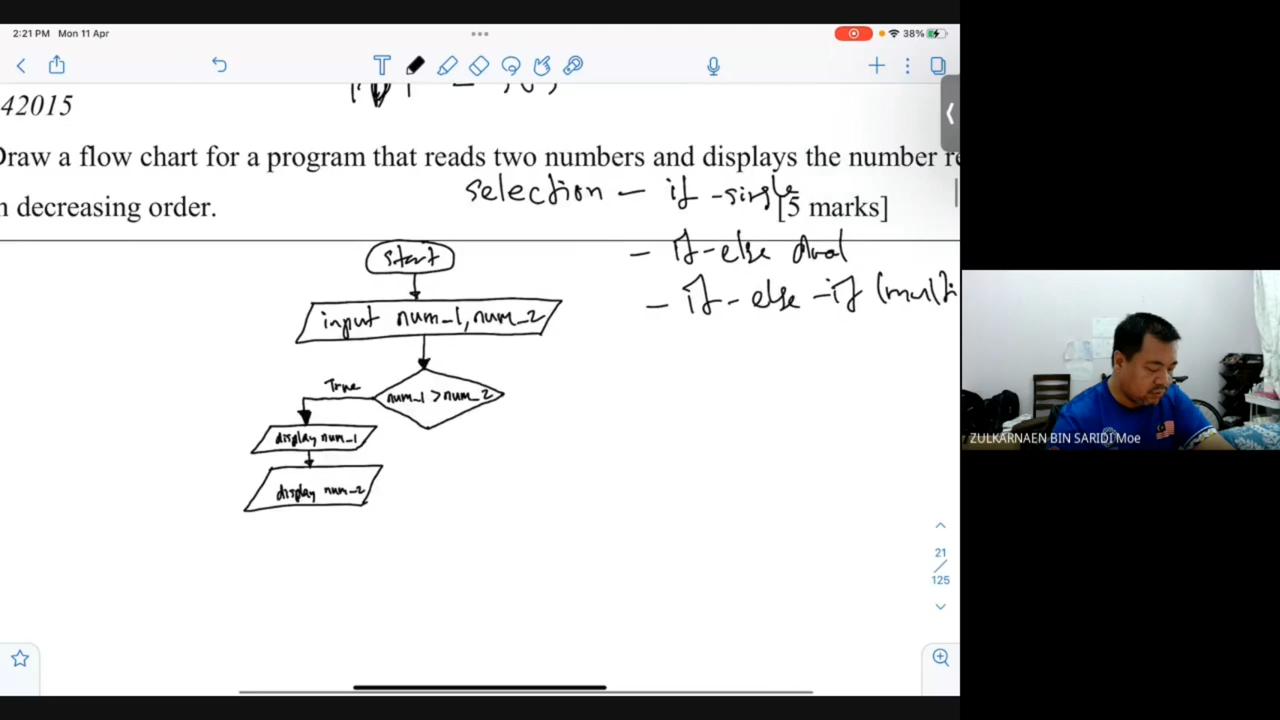 2:21 PM Mon 11 Apr
38%
42015
Draw a flow chart for a program that reads two numbers and displays the number re
n decreasing order.
[5 marks]
selection - if -single
- if-else dual
- if-else-if (multi
start
input num_1, num_2
True
num_1 > num_2
display num_1
display num_2
21
125
ZULKARNAEN BIN SARIDI Moe